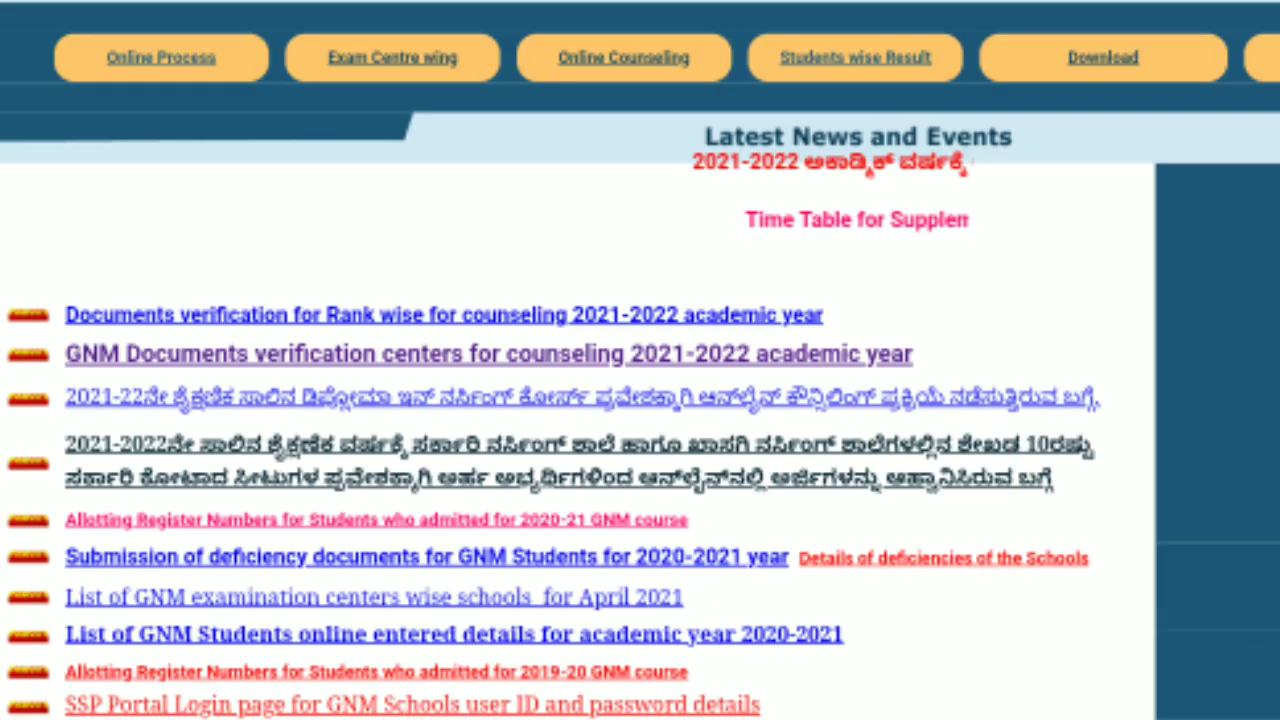 Online Process
Exam Centre wing
Online Counseling
Students wise Result
Download
Latest News and Events
2021-2022 ಅಕಾಡೆಮಿಕ್ ವರ್ಷಕ್ಕೆ
Time Table for Supplem
Documents verification for Rank wise for counseling 2021-2022 academic year
GNM Documents verification centers for counseling 2021-2022 academic year
2021-22ನೇ ಶೈಕ್ಷಣಿಕ ಸಾಲಿನ ಡಿಪ್ಲೋಮಾ ಇನ್ ನರ್ಸಿಂಗ್ ಕೋರ್ಸ್ ಪ್ರವೇಶಕ್ಕಾಗಿ ಆನ್‌ಲೈನ್ ಕೌನ್ಸಿಲಿಂಗ್ ಪ್ರಕ್ರಿಯೆ ನಡೆಸುತ್ತಿರುವ ಬಗ್ಗೆ.
2021-2022ನೇ ಸಾಲಿನ ಶೈಕ್ಷಣಿಕ ವರ್ಷಕ್ಕೆ ಸರ್ಕಾರಿ ನರ್ಸಿಂಗ್ ಶಾಲೆ ಹಾಗೂ ಖಾಸಗಿ ನರ್ಸಿಂಗ್ ಶಾಲೆಗಳಲ್ಲಿನ ಶೇಖಡ 10ರಷ್ಟು
ಸರ್ಕಾರಿ ಕೋಟಾದ ಸೀಟುಗಳ ಪ್ರವೇಶಕ್ಕಾಗಿ ಅರ್ಹ ಅಭ್ಯರ್ಥಿಗಳಿಂದ ಆನ್‌ಲೈನ್‌ನಲ್ಲಿ ಅರ್ಜಿಗಳನ್ನು ಆಹ್ವಾನಿಸಿರುವ ಬಗ್ಗೆ
Allotting Register Numbers for Students who admitted for 2020-21 GNM course
Submission of deficiency documents for GNM Students for 2020-2021 year Details of deficiencies of the Schools
List of GNM examination centers wise schools for April 2021
List of GNM Students online entered details for academic year 2020-2021
Allotting Register Numbers for Students who admitted for 2019-20 GNM course
SSP Portal Login page for GNM Schools user ID and password details